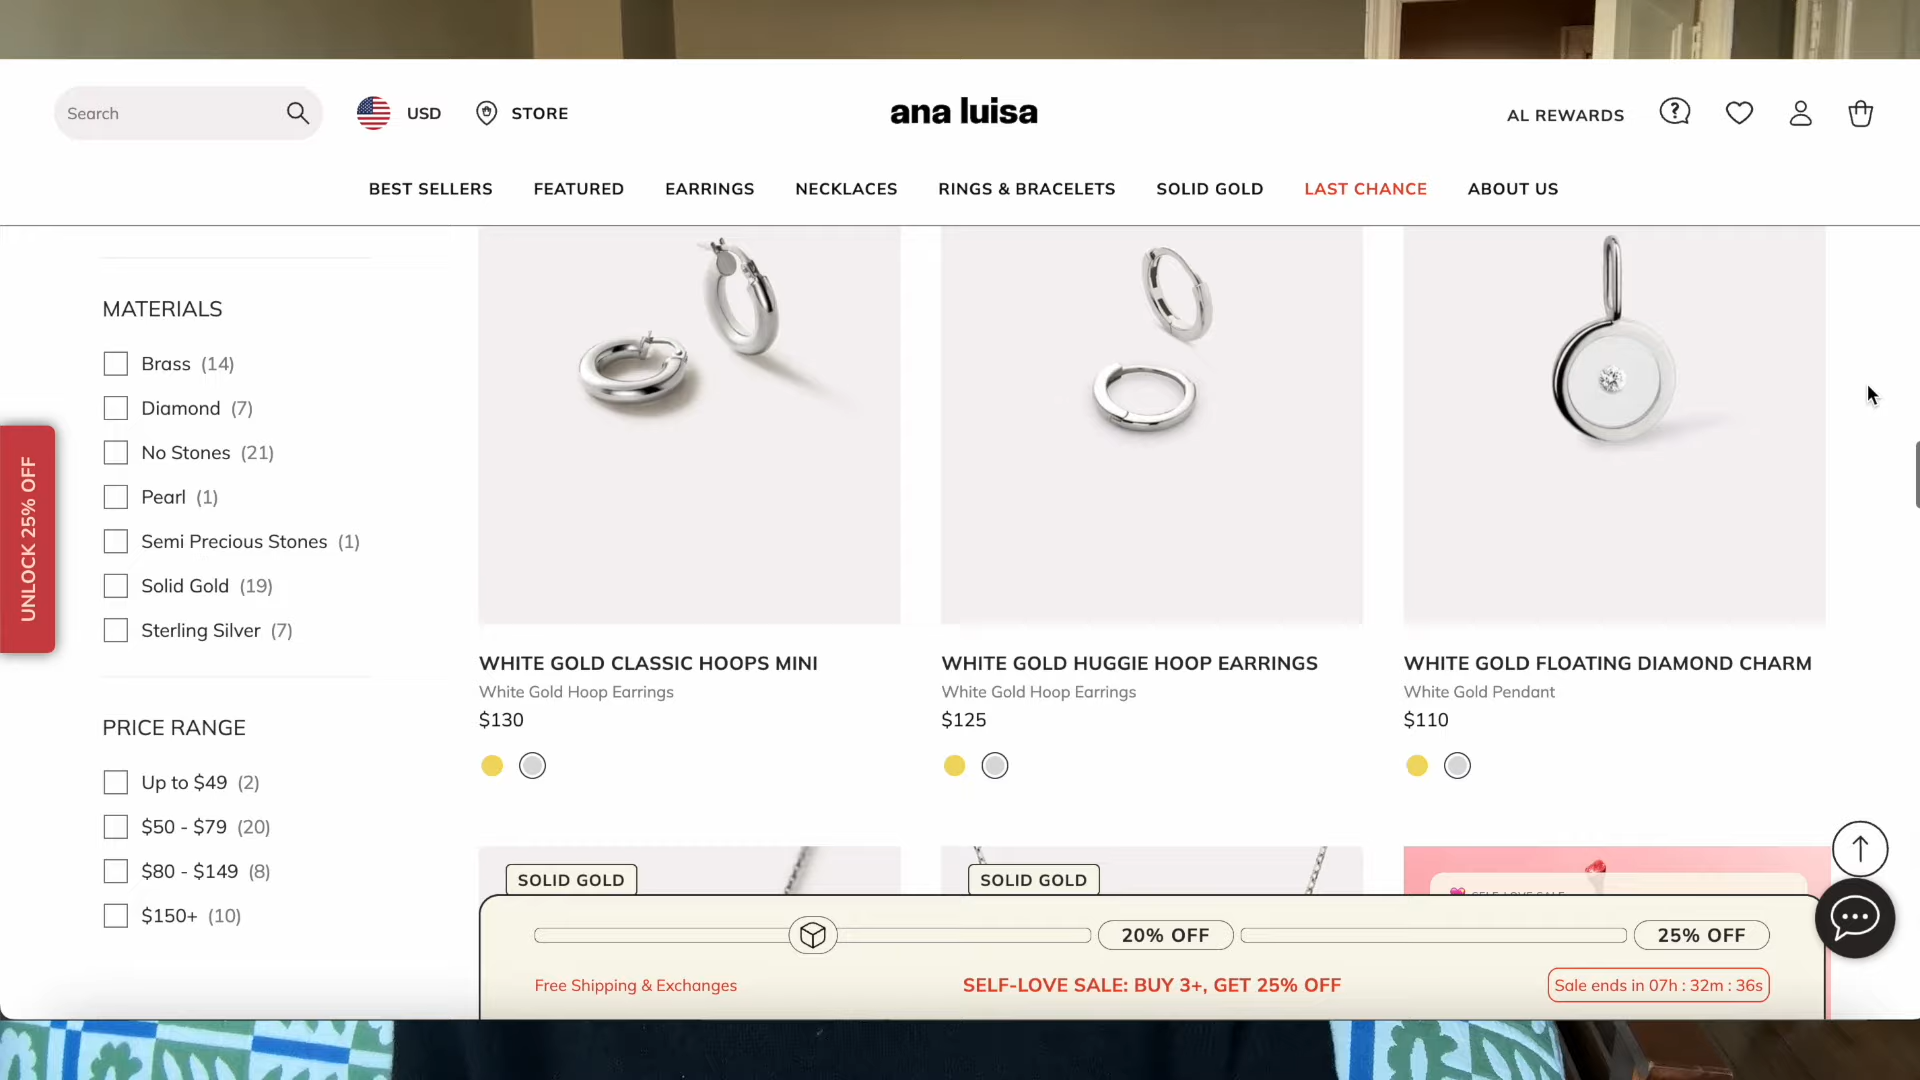 Search
USD
STORE
ana luisa
AL REWARDS
BEST SELLERS
FEATURED
EARRINGS
NECKLACES
RINGS & BRACELETS
SOLID GOLD
LAST CHANCE
ABOUT US
UNLOCK 25% OFF
MATERIALS
Brass (14)
Diamond (7)
No Stones (21)
Pearl (1)
Semi Precious Stones (1)
Solid Gold (19)
Sterling Silver (7)
PRICE RANGE
Up to $49 (2)
$50 - $79 (20)
$80 - $149 (8)
$150+ (10)
WHITE GOLD CLASSIC HOOPS MINI
White Gold Hoop Earrings
$130
WHITE GOLD HUGGIE HOOP EARRINGS
White Gold Hoop Earrings
$125
WHITE GOLD FLOATING DIAMOND CHARM
White Gold Pendant
$110
SOLID GOLD
SOLID GOLD
SELF-LOVE SALE
20% OFF
25% OFF
Free Shipping & Exchanges
SELF-LOVE SALE: BUY 3+, GET 25% OFF
Sale ends in 07h : 32m : 36s